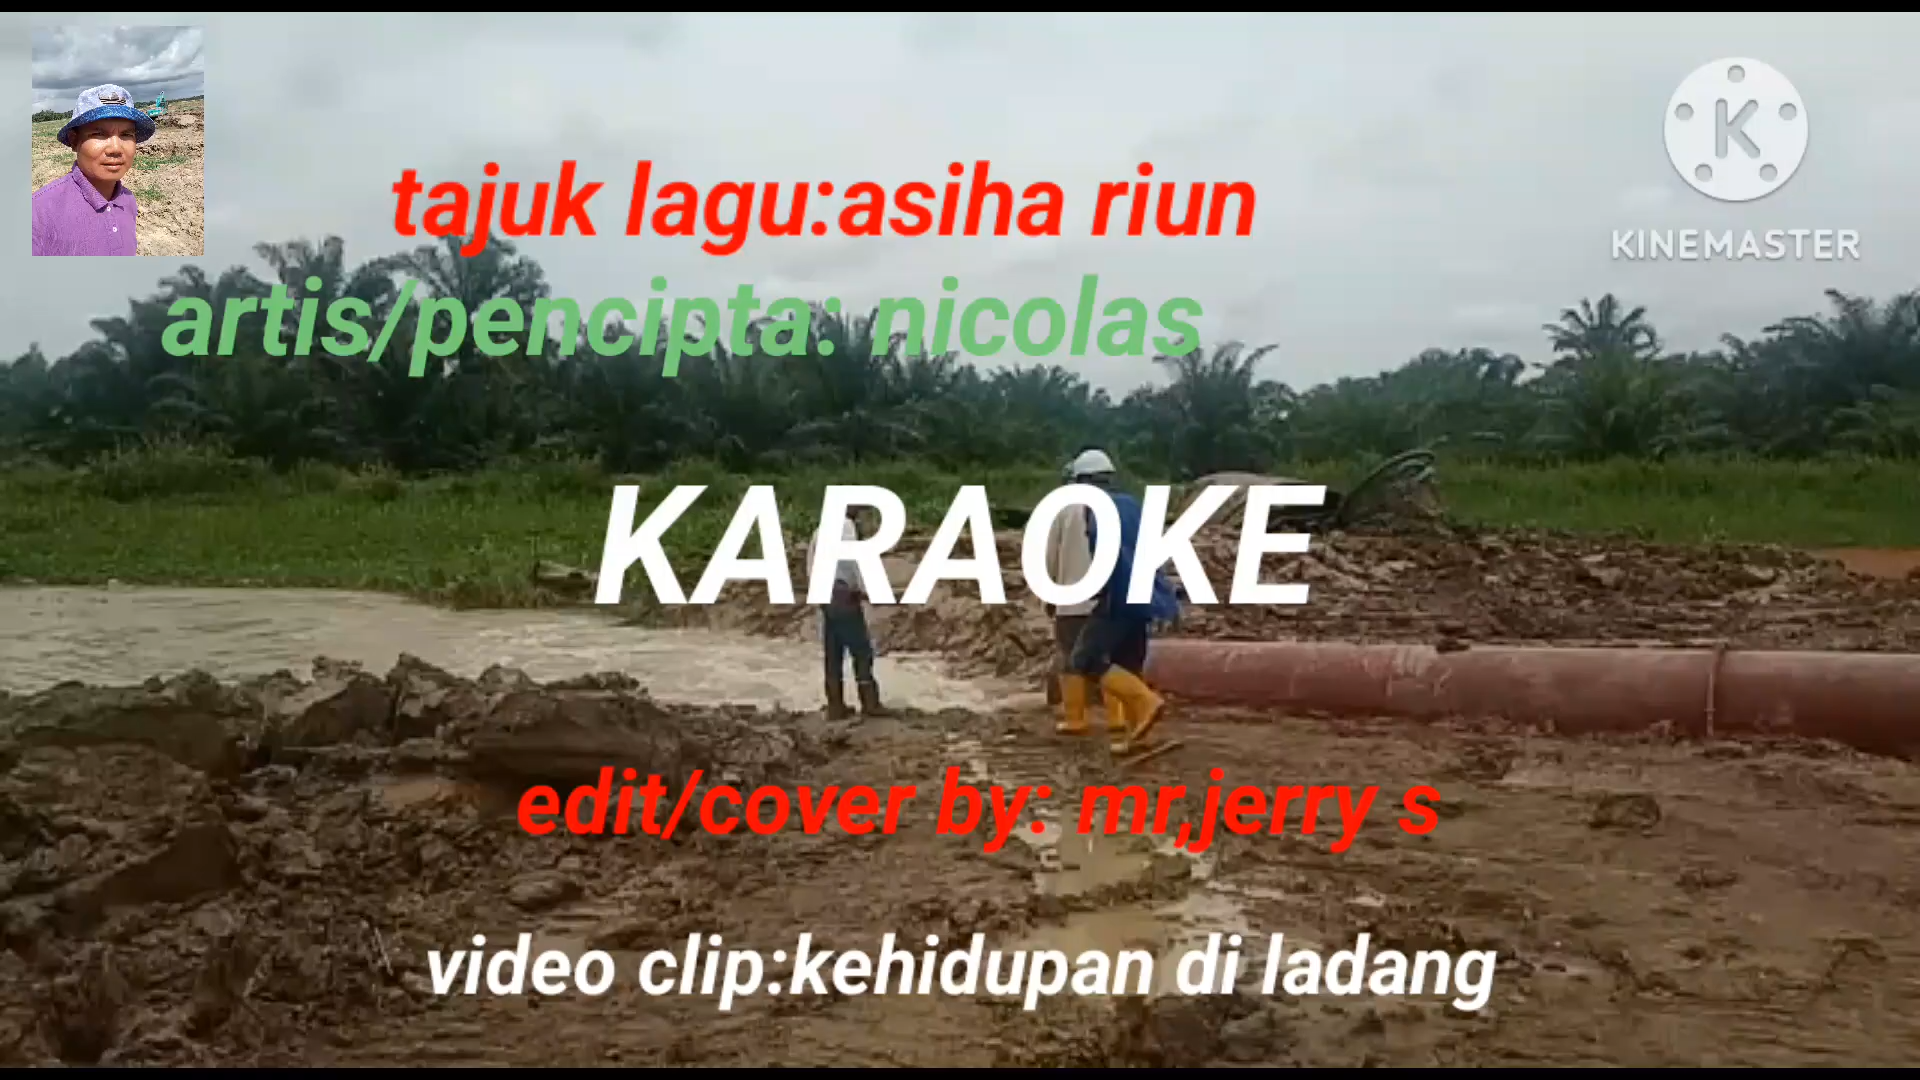 tajuk lagu:asiha riun
artis/pencipta: nicolas
K
KINEMASTER
KARAOKE
edit/cover by: mr,jerry s
video clip:kehidupan di ladang